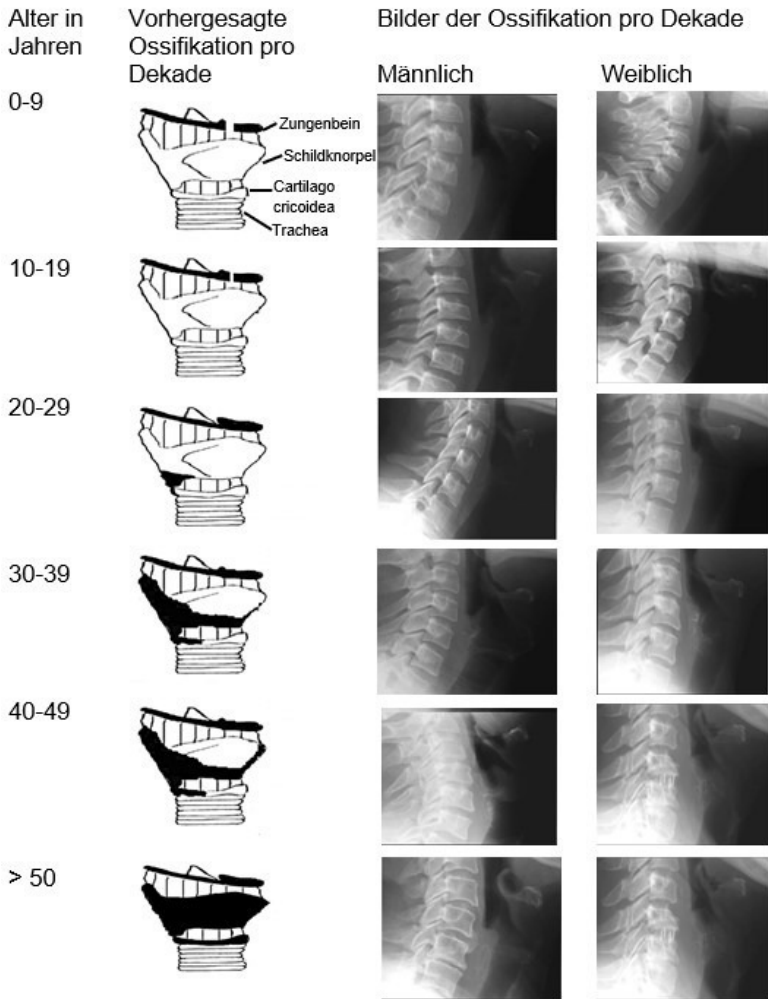 Alter in
Jahren
Vorhergesagte
Ossifikation pro
Dekade
Bilder der Ossifikation pro Dekade
Männlich
Weiblich
0-9
Zungenbein
Schildknorpel
Cartilago
cricoidea
Trachea
10-19
20-29
30-39
40-49
> 50